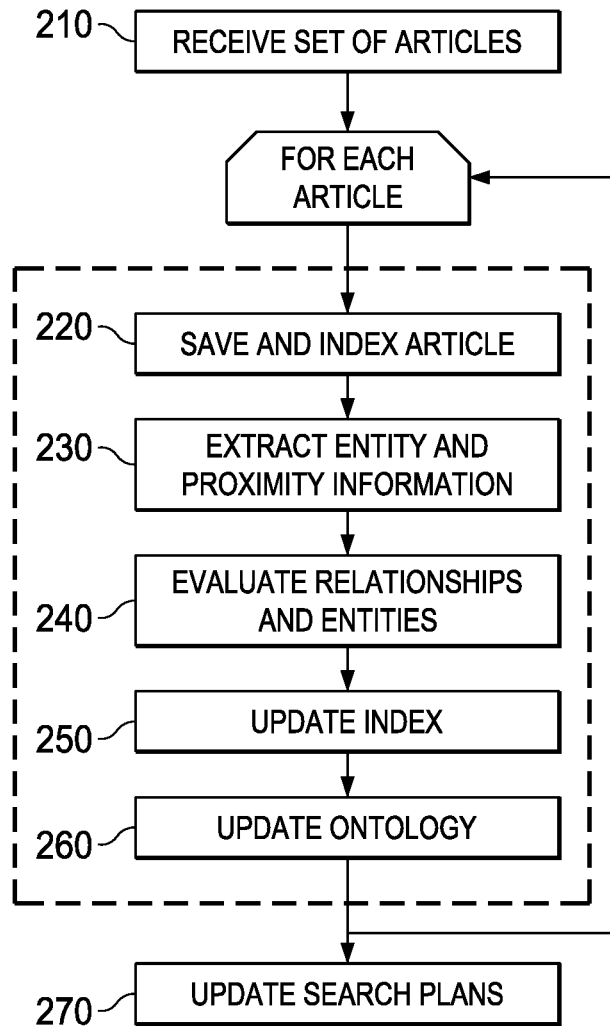 210
RECEIVE SET OF ARTICLES
FOR EACH
ARTICLE
220
SAVE AND INDEX ARTICLE
230
EXTRACT ENTITY AND
PROXIMITY INFORMATION
240
EVALUATE RELATIONSHIPS
AND ENTITIES
250
UPDATE INDEX
260
UPDATE ONTOLOGY
270
UPDATE SEARCH PLANS